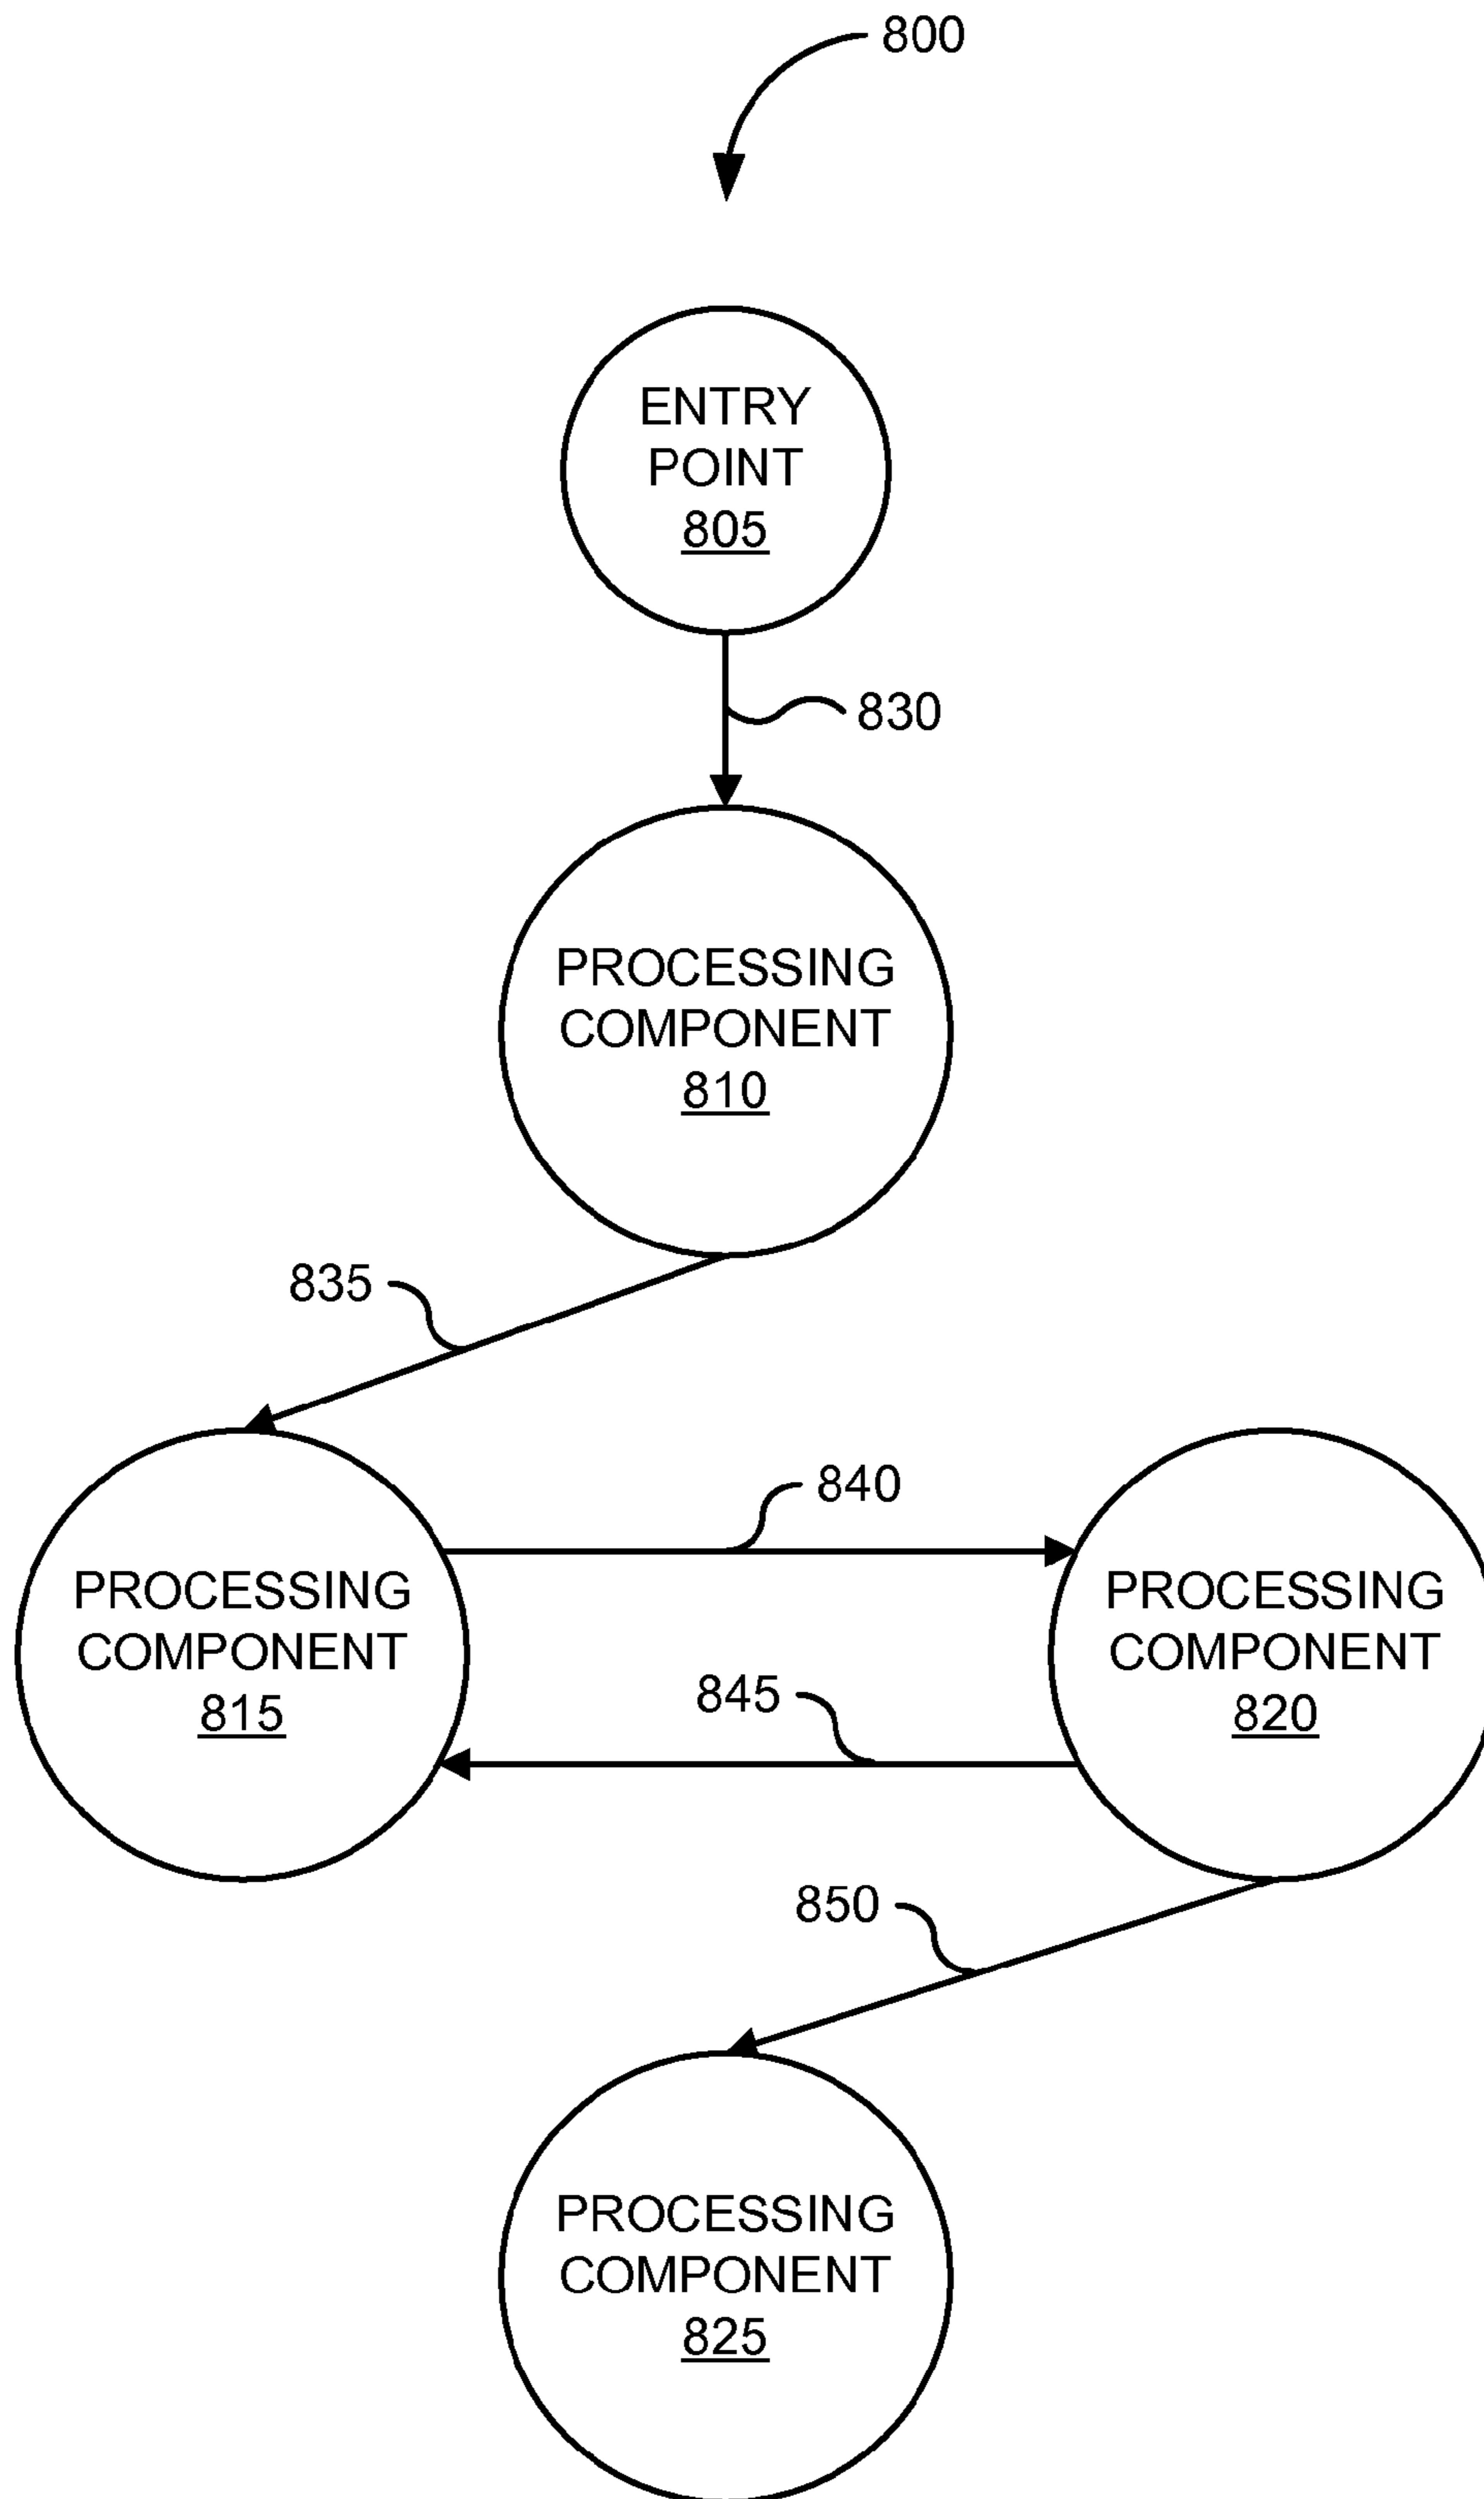 800
ENTRY
POINT
805
830
PROCESSING
COMPONENT
810
835
840
PROCESSING
COMPONENT
815
PROCESSING
COMPONENT
820
845
850
PROCESSING
COMPONENT
825